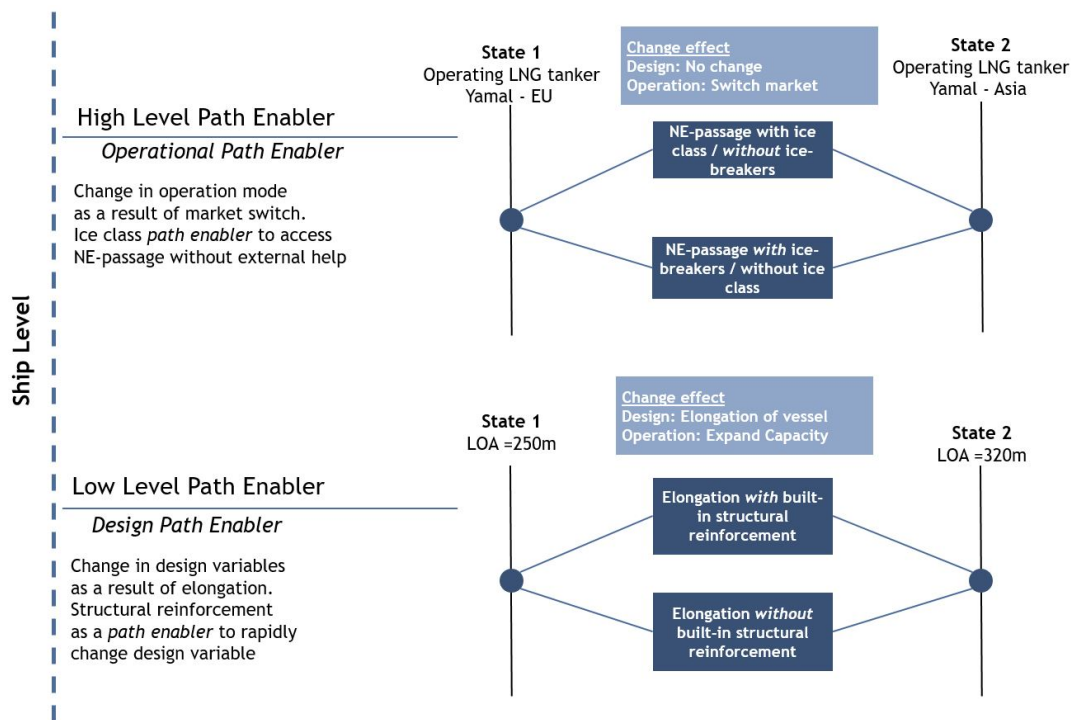 Ship Level
High Level Path Enabler
Operational Path Enabler
Change in operation mode
as a result of market switch.
Ice class path enabler to access
NE-passage without external help
State 1
Operating LNG tanker
Yamal - EU
Change effect
Design: No change
Operation: Switch market
State 2
Operating LNG tanker
Yamal - Asia
NE-passage with ice
class / without ice-
breakers
NE-passage with ice-
breakers / without ice
class
Low Level Path Enabler
Design Path Enabler
Change in design variables
as a result of elongation.
Structural reinforcement
as a path enabler to rapidly
change design variable
State 1
LOA =250m
Change effect
Design: Elongation of vessel
Operation: Expand Capacity
State 2
LOA =320m
Elongation with built-
in structural
reinforcement
Elongation without
built-in structural
reinforcement